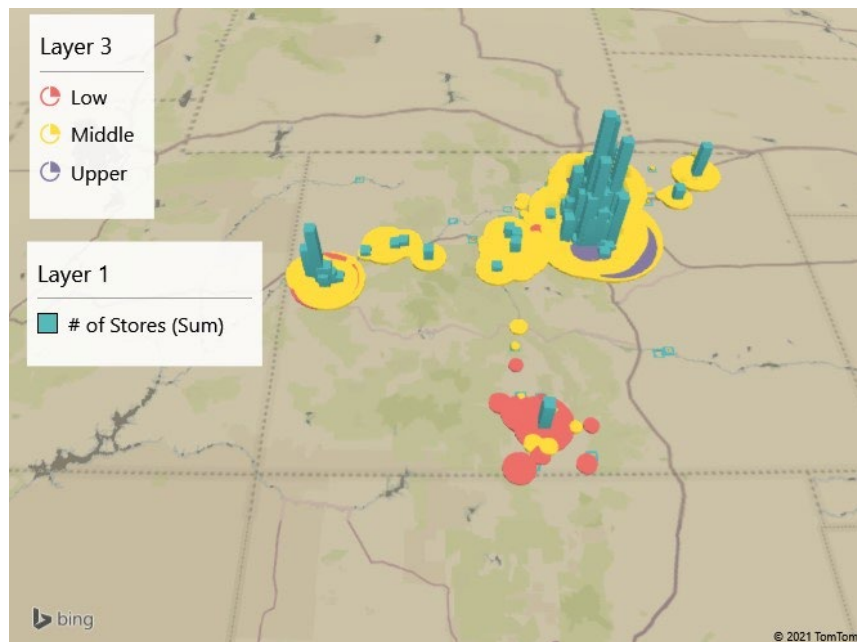 Layer 3
Low
Middle
Upper
Layer 1
# of Stores (Sum)
bing
© 2021 TomTom